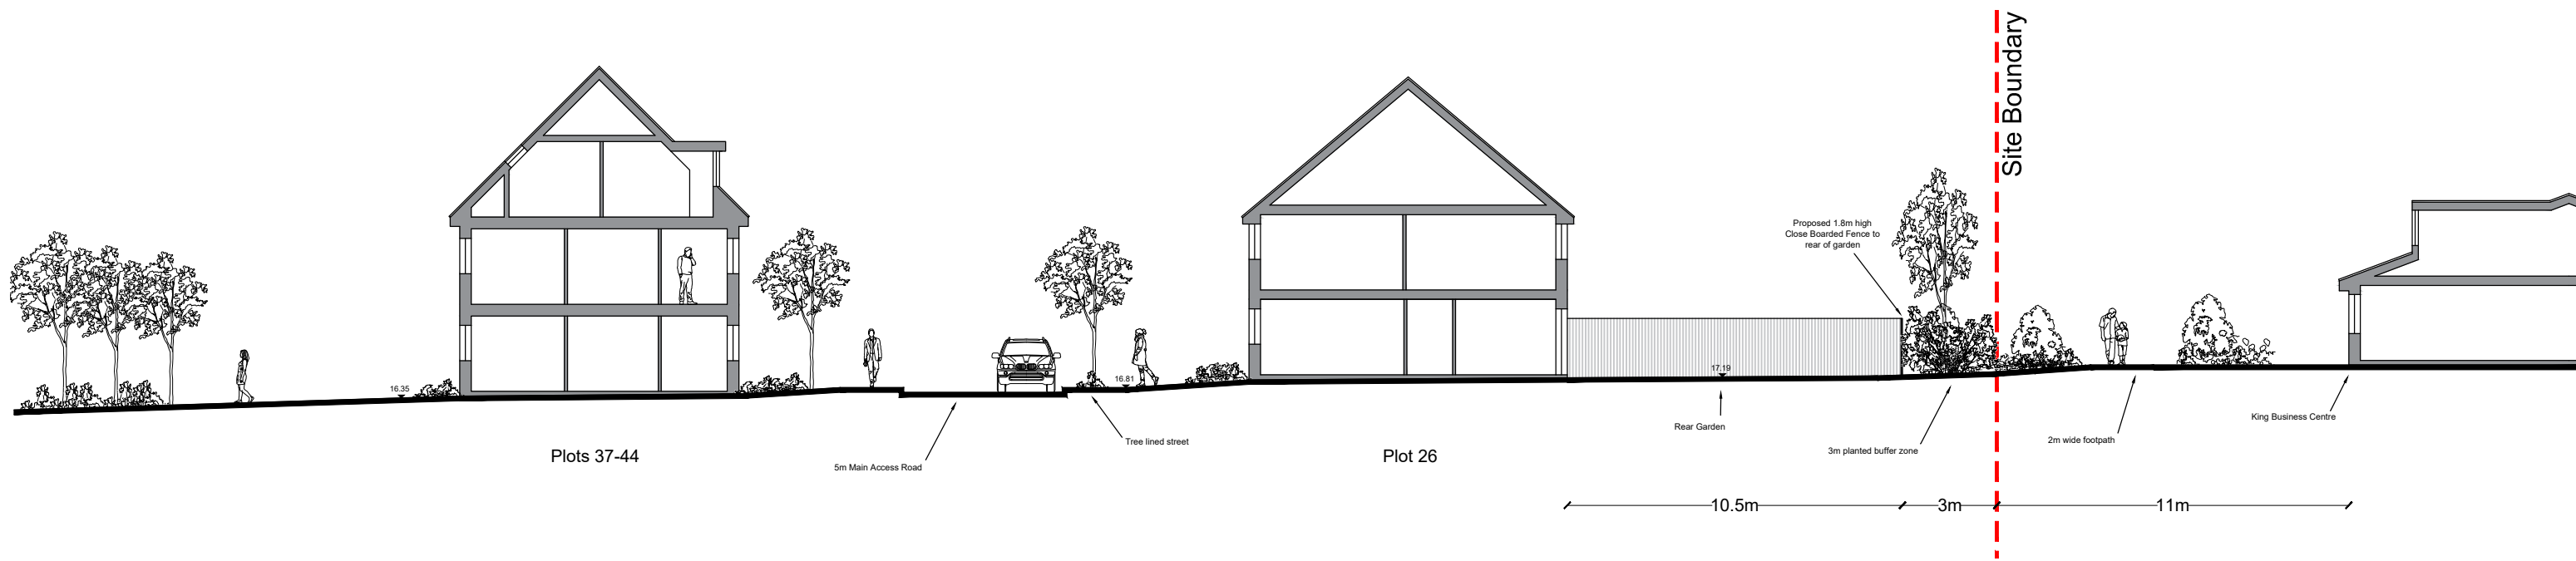 Site Boundary
Proposed 1.8m high
Close Boarded Fence to
rear of garden
16.35
16.81
17.19
Plots 37-44
5m Main Access Road
Tree lined street
Plot 26
Rear Garden
3m planted buffer zone
2m wide footpath
King Business Centre
10.5m
3m
11m